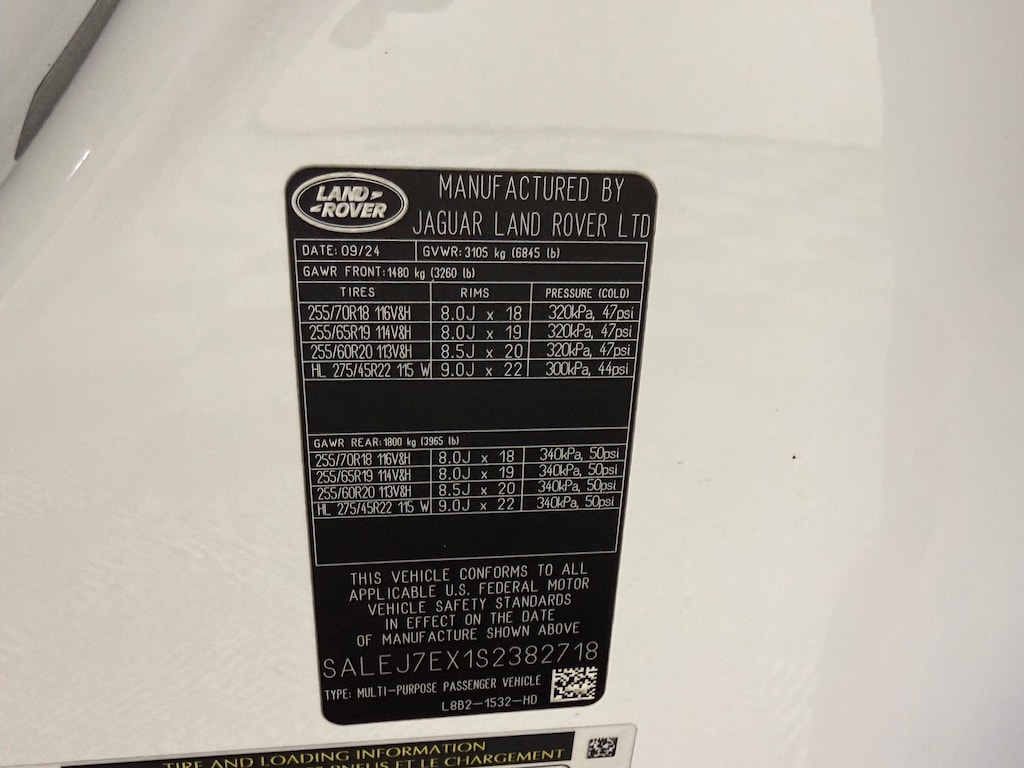 LAND ROVER
MANUFACTURED BY
JAGUAR LAND ROVER LTD
DATE: 09/24 GVWR: 3105 kg (6845 lb)
GAWR FRONT: 1480 kg (3260 lb)
TIRES RIMS PRESSURE (COLD)
255/70R18 116V&H 8.0J x 18 320kPa, 47psi
255/65R19 114V&H 8.0J x 19 320kPa, 47psi
255/60R20 113V&H 8.5J x 20 320kPa, 47psi
HL 275/45R22 115 W 9.0J x 22 300kPa, 44psi
GAWR REAR: 1800 kg (3965 lb)
255/70R18 116V&H 8.0J x 18 340kPa, 50psi
255/65R19 114V&H 8.0J x 19 340kPa, 50psi
255/60R20 113V&H 8.5J x 20 340kPa, 50psi
HL 275/45R22 115 W 9.0J x 22 340kPa, 50psi
THIS VEHICLE CONFORMS TO ALL
APPLICABLE U.S. FEDERAL MOTOR
VEHICLE SAFETY STANDARDS
IN EFFECT ON THE DATE
OF MANUFACTURE SHOWN ABOVE
SALEJ7EX1S2382718
TYPE: MULTI-PURPOSE PASSENGER VEHICLE
L8B2-1532-HD
TIRE AND LOADING INFORMATION
PNEUS ET LE CHARGEMENT